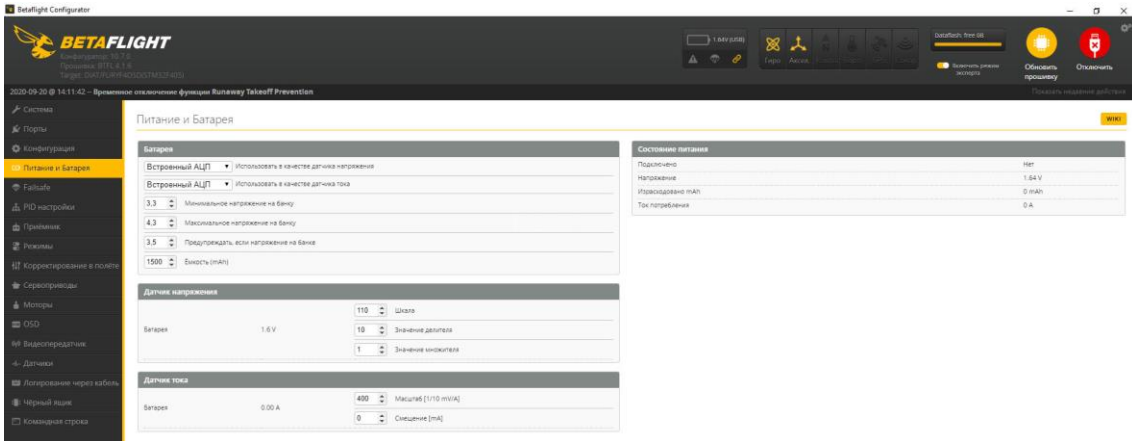 Betaflight Configurator
BETAFLIGHT
Конфигуратор: 10.7.0
Прошивка: BTFL 4.1.6
1.64V (USB)
Гиро
Аксел.
Dataflash: free 0B
Включить режим эксперта
Обновить прошивку
Отключить
2020-09-20 @ 14:11:42 -- Временное отключение функции Runaway Takeoff Prevention
Показать недавние действия
Система
Порты
Конфигурация
Питание и Батарея
Failsafe
PID настройки
Приёмник
Режимы
Корректирование в полёте
Сервоприводы
Моторы
OSD
Видеопередатчик
Датчики
Логирование через кабель
Чёрный ящик
Командная строка
Питание и Батарея
WIKI
Батарея
Встроенный АЦП Использовать в качестве датчика напряжения
Встроенный АЦП Использовать в качестве датчика тока
3,3 Минимальное напряжение на банку
4,3 Максимальное напряжение на банку
3,5 Предупреждать, если напряжение на банке
1500 Ёмкость (mAh)
Датчик напряжения
Батарея 1.6 V
110 Шкала
10 Значение делителя
1 Значение множителя
Датчик тока
Батарея 0.00 A
400 Масштаб [1/10 mV/A]
0 Смещение [mA]
Состояние питания
Подключено Нет
Напряжение 1.64 V
Израсходовано mAh 0 mAh
Ток потребления 0 A